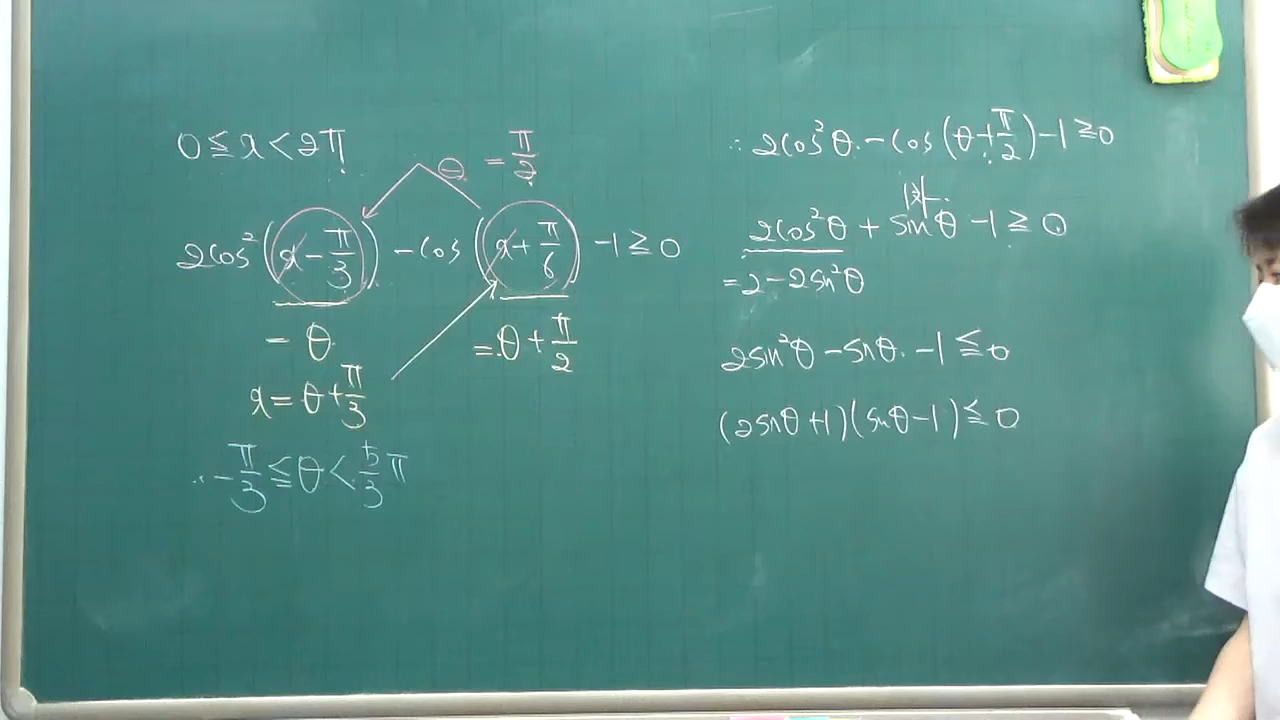 0 ≦ x < 2π
⊖ = π/2
2cos²(x − π/3) − cos(x + π/6) − 1 ≧ 0
= θ
= θ + π/2
x = θ + π/3
∴ −π/3 ≦ θ < 5/3 π
∴ 2cos²θ − cos(θ + π/2) − 1 ≧ 0
2cos²θ + sinθ − 1 ≧ 0
= 2 − 2sin²θ
2sin²θ − sinθ − 1 ≦ 0
(2sinθ + 1)(sinθ − 1) ≦ 0